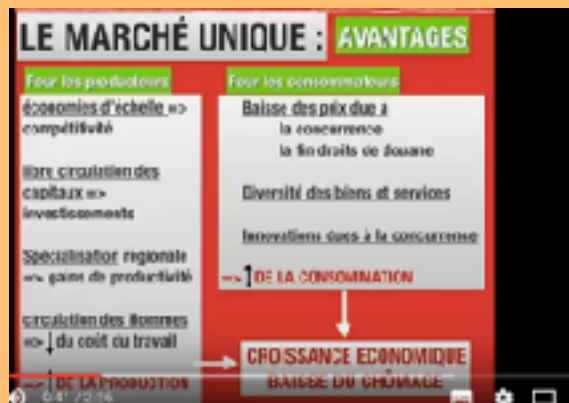 LE MARCHÉ UNIQUE : AVANTAGES
Pour les producteurs
économies d'échelle =>
compétitivité
libre circulation des
capitaux =>
investissements
Spécialisation regionale
=> gains de productivité
circulation des hommes
=> ↓ du coût du travail
=> ↓ DE LA PRODUCTION
Pour les consommateurs
Baisse des prix due a
la concurrence
la fin droits de douane
Diversité des biens et services
Innovations dues à la concurrense
=> ↑ DE LA CONSOMMATION
CROISSANCE ECONOMIQUE
BAISSE DU CHÔMAGE
0:41 / 2:16